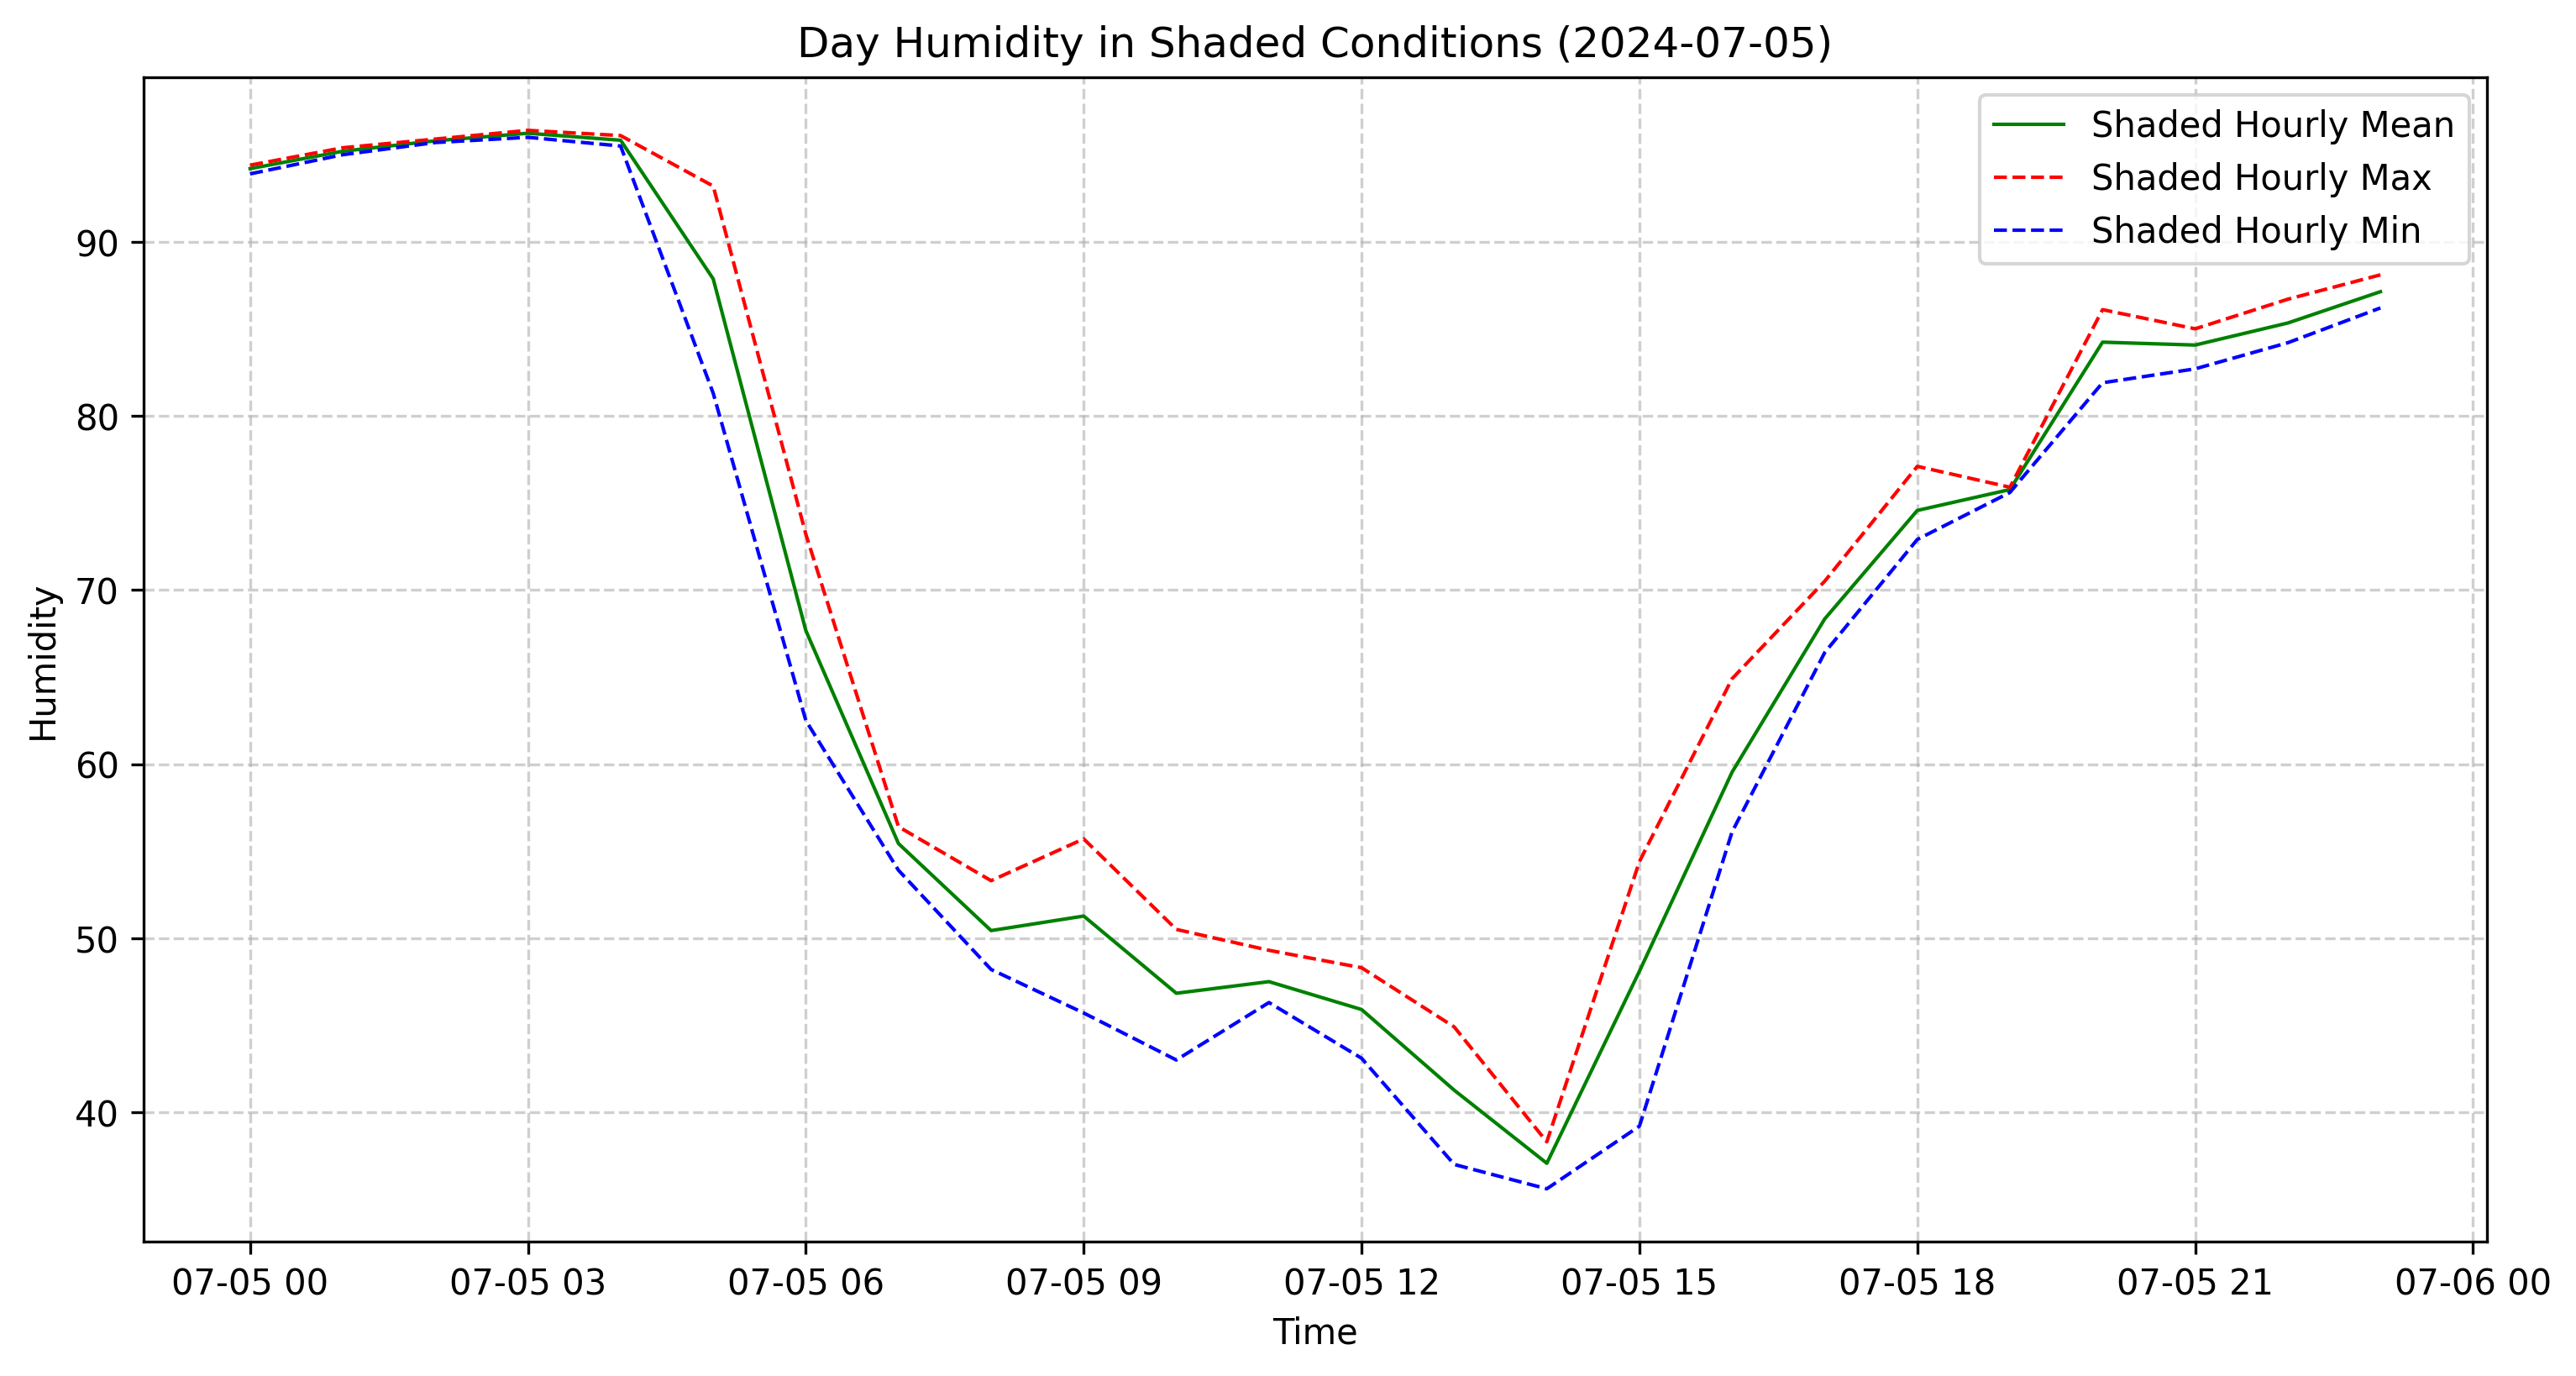 Day Humidity in Shaded Conditions (2024-07-05)
Shaded Hourly Mean
Shaded Hourly Max
Shaded Hourly Min
Humidity
90
80
70
60
50
40
07-05 00
07-05 03
07-05 06
07-05 09
07-05 12
07-05 15
07-05 18
07-05 21
07-06 00
Time